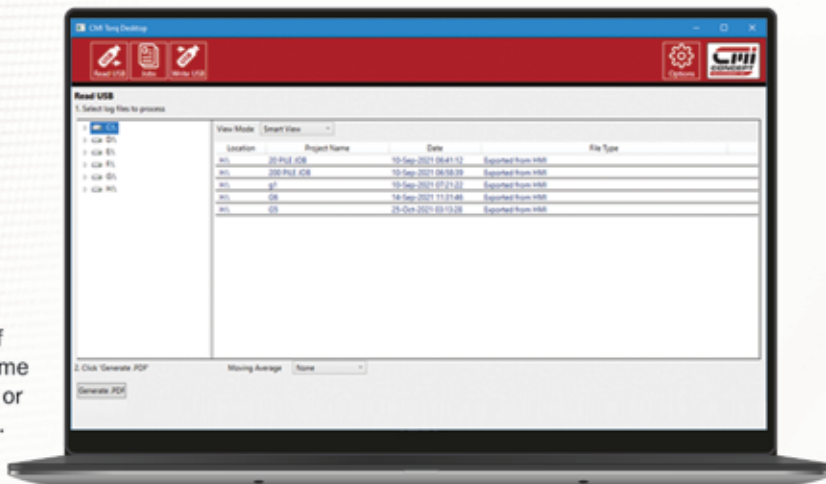 CMI Torq Desktop
Read USB Jobs Write USB Options CMI CONCEPT
Read USB
1. Select log files to process
C:\
D:\
E:\
F:\
G:\
H:\
View Mode Smart View
Location Project Name Date File Type
H:\ 20 PILE JOB 10-Sep-2021 06:41:12 Exported from HMI
H:\ 200 PILE JOB 10-Sep-2021 06:58:39 Exported from HMI
H:\ g1 10-Sep-2021 07:21:22 Exported from HMI
H:\ G6 14-Sep-2021 11:31:46 Exported from HMI
H:\ G5 25-Oct-2021 03:13:28 Exported from HMI
f
me
or
.
2. Click 'Generate .PDF' Moving Average None
Generate .PDF